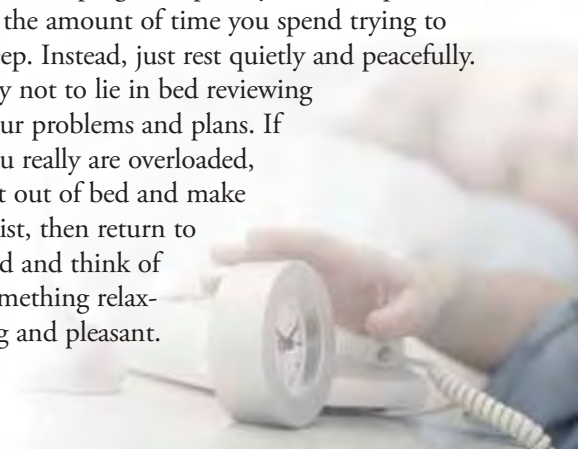 the amount of time you spend trying to
ep. Instead, just rest quietly and peacefully.
y not to lie in bed reviewing
ur problems and plans. If
u really are overloaded,
t out of bed and make
ist, then return to
d and think of
mething relax-
g and pleasant.